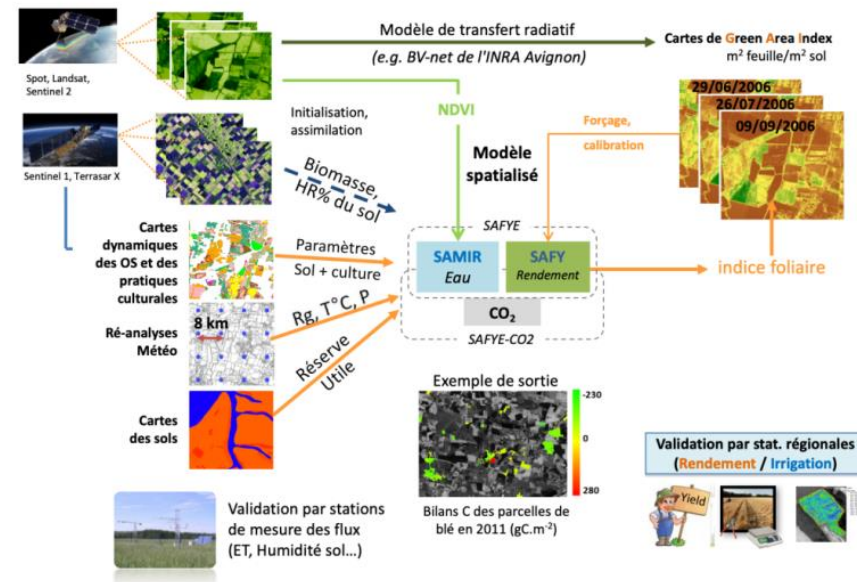 Modèle de transfert radiatif
(e.g. BV-net de l'INRA Avignon)
Cartes de Green Area Index
m² feuille/m² sol
Spot, Landsat,
Sentinel 2
NDVI
Initialisation,
assimilation
Forçage,
calibration
29/06/2006
26/07/2006
09/09/2006
Sentinel 1, Terrasar X
Biomasse,
HR% du sol
Modèle
spatialisé
SAFYE
Cartes
dynamiques
des OS et des
pratiques
culturales
Paramètres
Sol + culture
SAMIR
Eau
SAFY
Rendement
indice foliaire
Ré-analyses
Météo
8 km
Rg, T°C, P
CO₂
SAFYE-CO2
Réserve
Utile
Cartes
des sols
Exemple de sortie
-230
0
280
Bilans C des parcelles de
blé en 2011 (gC.m-²)
Validation par stat. régionales
(Rendement / Irrigation)
Yield
Validation par stations
de mesure des flux
(ET, Humidité sol...)